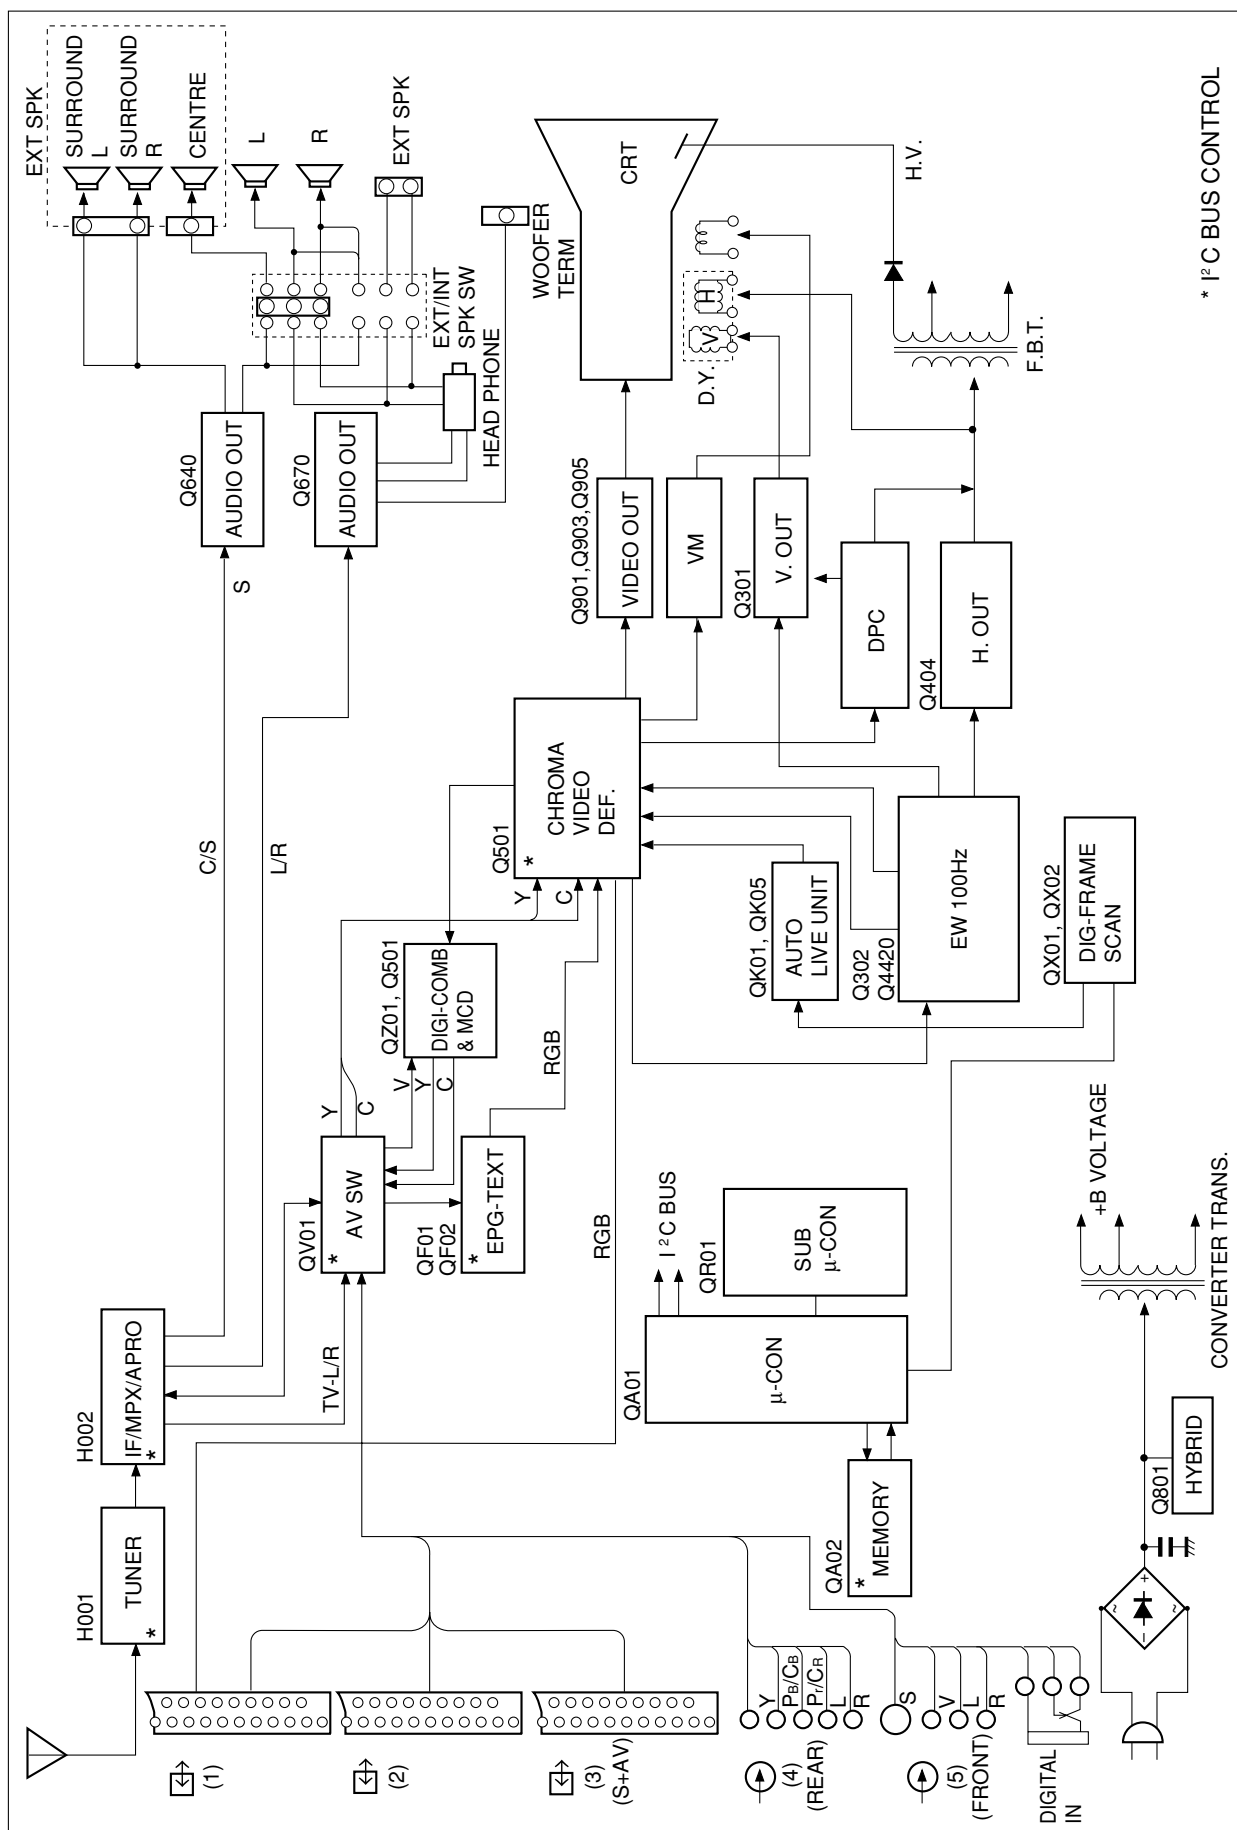 EXT SPK
SURROUND
L
SURROUND
R
CENTRE
L
R
EXT SPK
EXT/INT
SPK SW
WOOFER
TERM
HEAD PHONE
Q640
AUDIO OUT
Q670
AUDIO OUT
S
C/S
L/R
H001
TUNER
*
H002
IF/MPX/APRO
*
TV-L/R
QV01
AV SW
*
Y
C
V
Y
C
QZ01, Q501
DIGI-COMB
& MCD
QF01
QF02
EPG-TEXT
*
RGB
RGB
Y
C
Q501
CHROMA
VIDEO
DEF.
*
Q901,Q903,Q905
VIDEO OUT
VM
Q301
V. OUT
DPC
Q404
H. OUT
CRT
D.Y.
V
H
H.V.
F.B.T.
QK01, QK05
AUTO
LIVE UNIT
Q302
Q4420
EW 100Hz
QX01, QX02
DIG-FRAME
SCAN
I²C BUS
QR01
SUB
μ-CON
QA01
μ-CON
QA02
MEMORY
*
+B VOLTAGE
CONVERTER TRANS.
Q801
HYBRID
+
−
~
~
(1)
(2)
(3)
(S+AV)
(4)
(REAR)
Y
PB/CB
Pr/CR
L
R
(5)
(FRONT)
S
V
L
R
DIGITAL
IN
* I²C BUS CONTROL